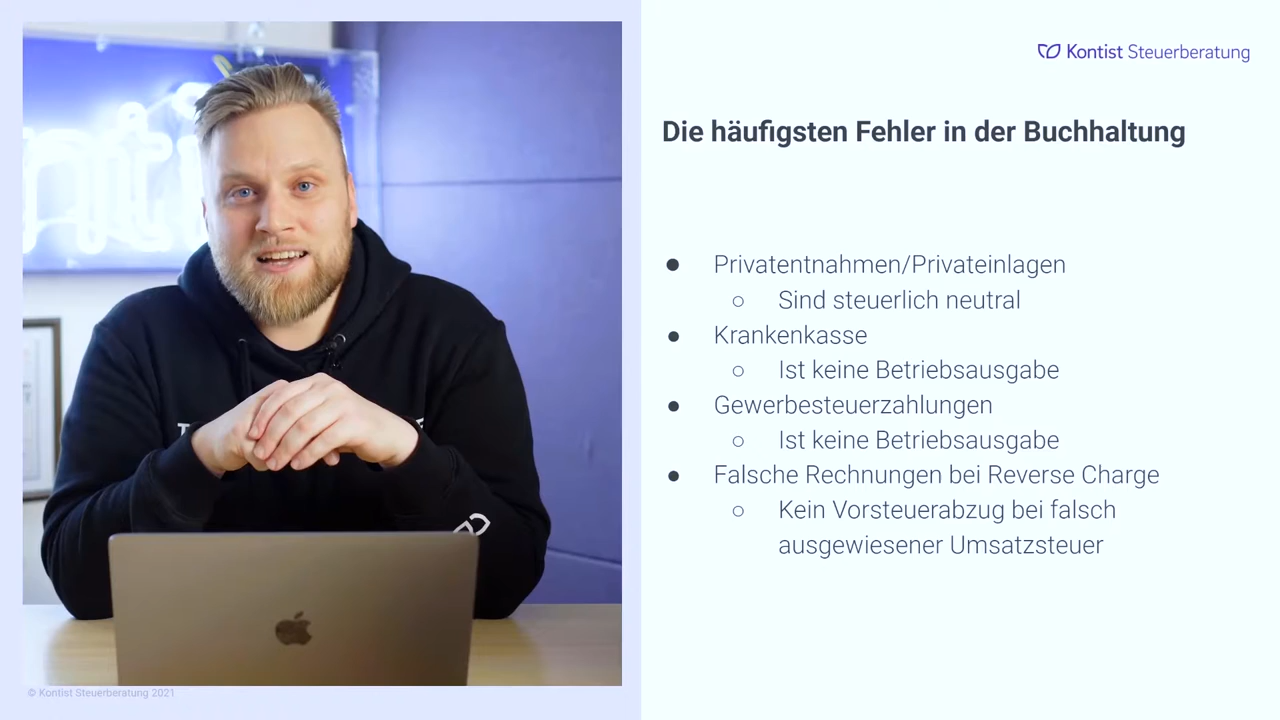 Kontist Steuerberatung
Die häufigsten Fehler in der Buchhaltung
● Privatentnahmen/Privateinlagen
○ Sind steuerlich neutral
● Krankenkasse
○ Ist keine Betriebsausgabe
● Gewerbesteuerzahlungen
○ Ist keine Betriebsausgabe
● Falsche Rechnungen bei Reverse Charge
○ Kein Vorsteuerabzug bei falsch
ausgewiesener Umsatzsteuer
© Kontist Steuerberatung 2021